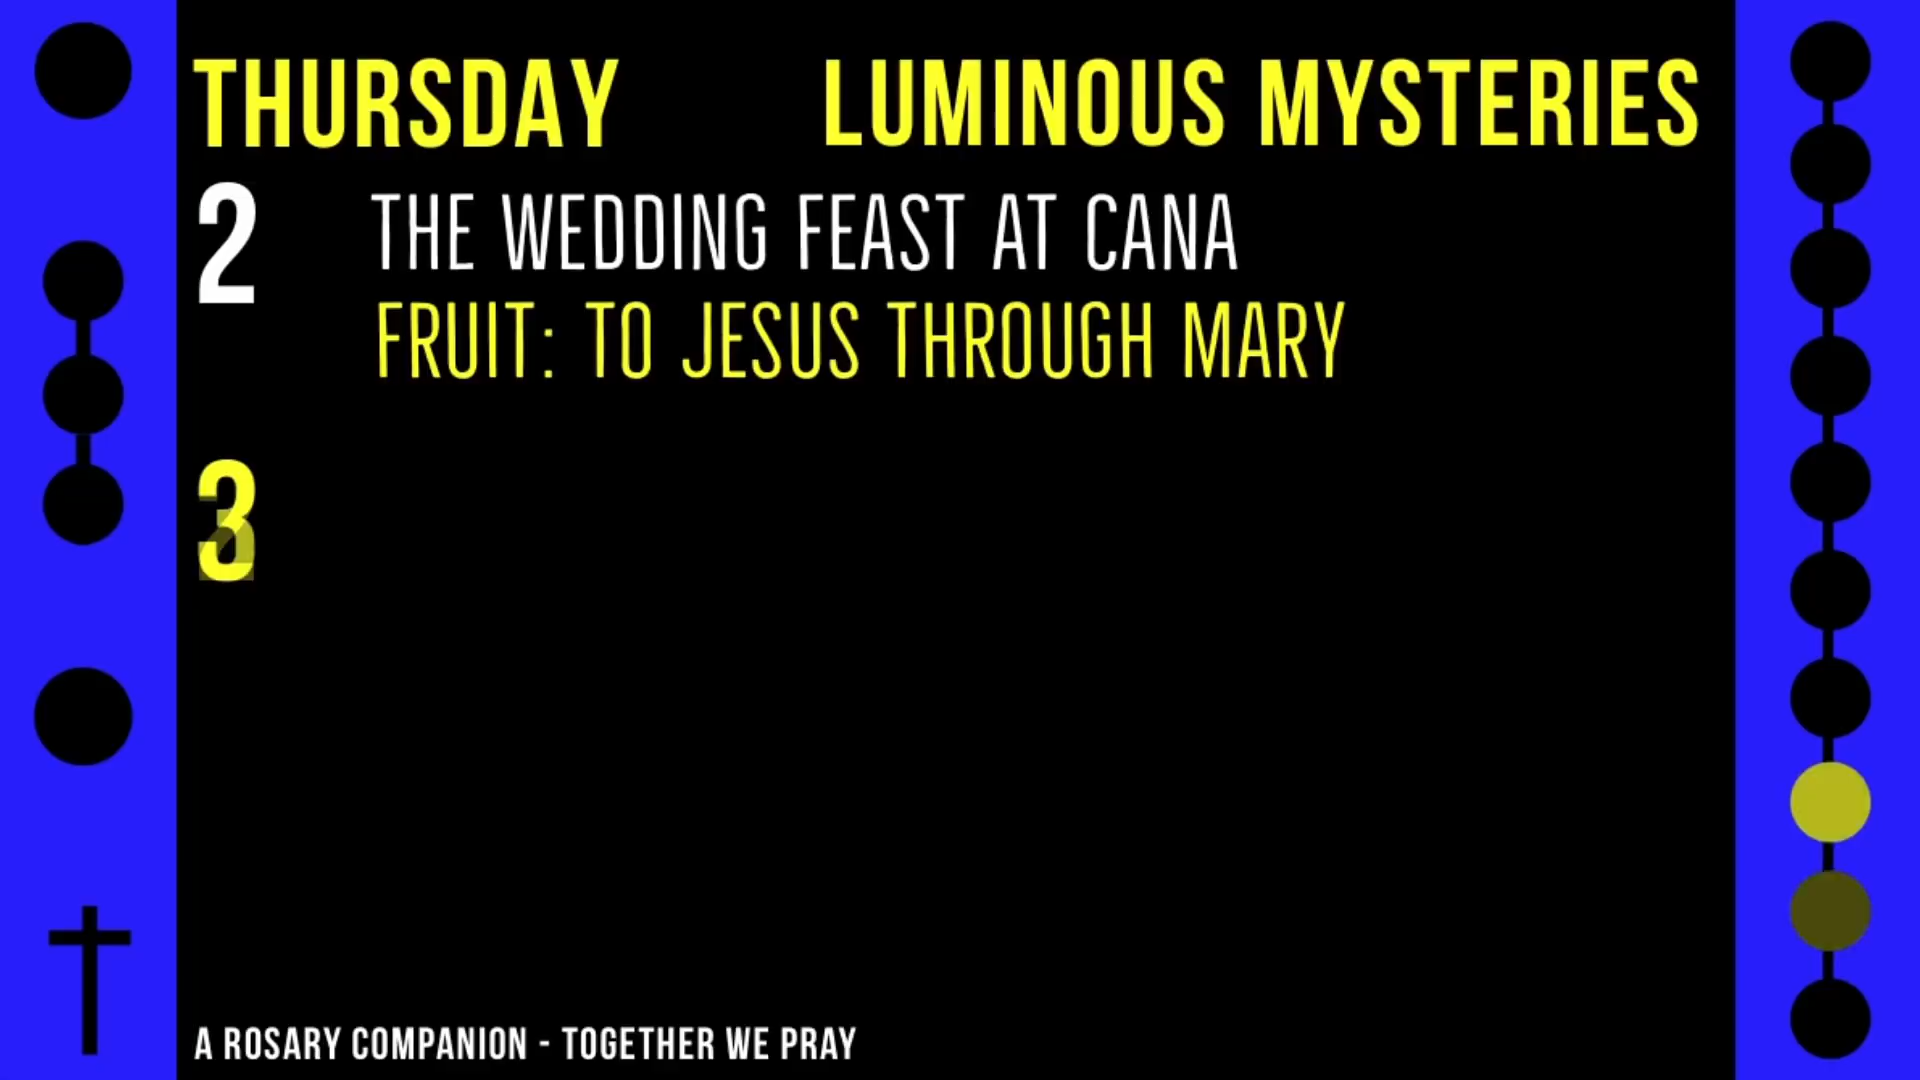 THURSDAY LUMINOUS MYSTERIES
2 THE WEDDING FEAST AT CANA
FRUIT: TO JESUS THROUGH MARY
3
A ROSARY COMPANION - TOGETHER WE PRAY